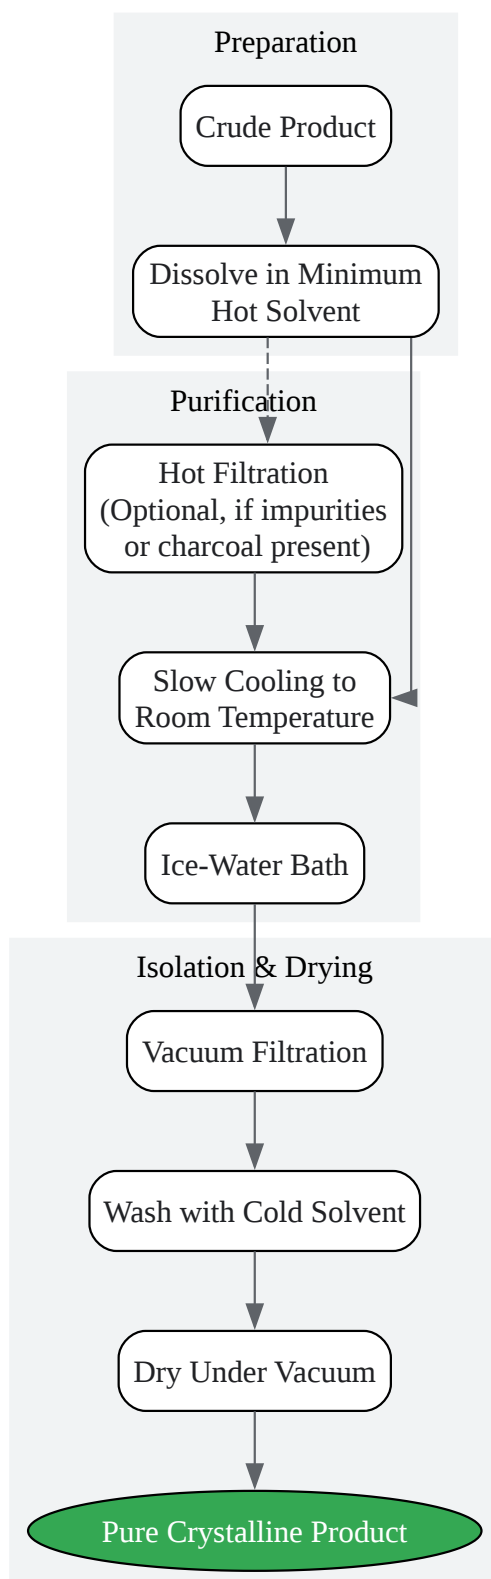 Preparation
Crude Product
Dissolve in Minimum
Hot Solvent
Purification
Hot Filtration
(Optional, if impurities
or charcoal present)
Slow Cooling to
Room Temperature
Ice-Water Bath
Isolation & Drying
Vacuum Filtration
Wash with Cold Solvent
Dry Under Vacuum
Pure Crystalline Product